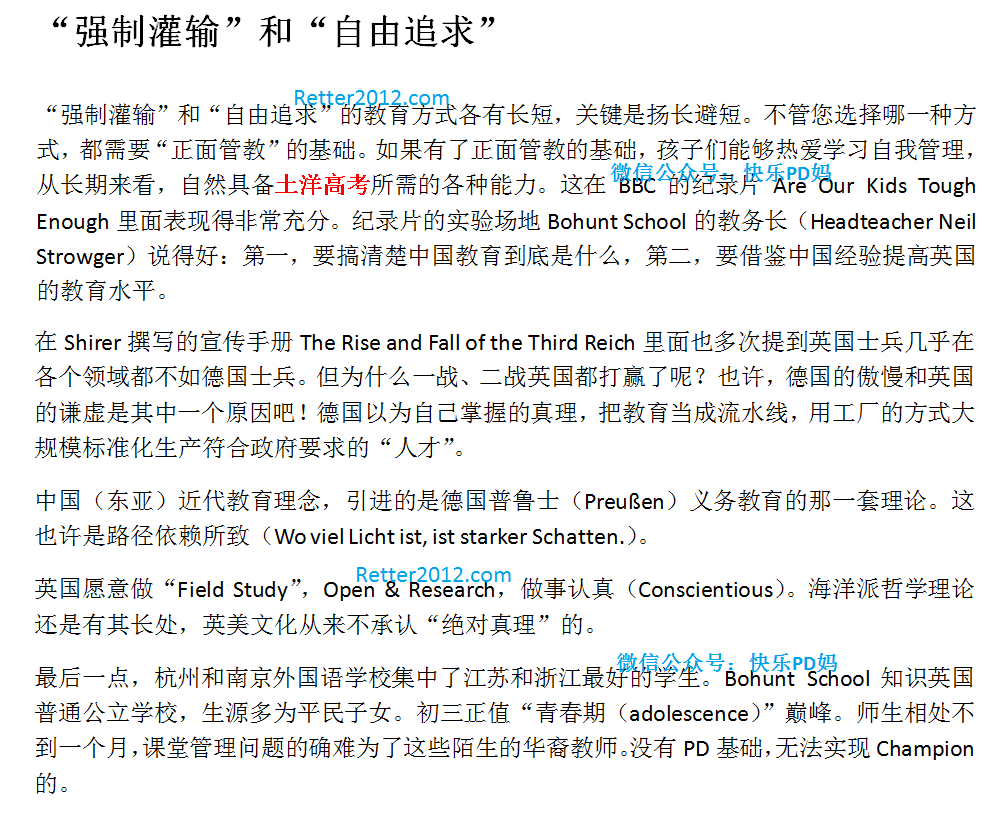 “强制灌输”和“自由追求”
Retter2012.com
“强制灌输”和“自由追求”的教育方式各有长短，关键是扬长避短。不管您选择哪一种方
式，都需要“正面管教”的基础。如果有了正面管教的基础，孩子们能够热爱学习自我管理，
微信公众号：快乐PD妈
从长期来看，自然具备土洋高考所需的各种能力。这在 BBC 的纪录片 Are Our Kids Tough
Enough 里面表现得非常充分。纪录片的实验场地 Bohunt School 的教务长（Headteacher Neil
Strowger）说得好：第一，要搞清楚中国教育到底是什么，第二，要借鉴中国经验提高英国
的教育水平。
在 Shirer 撰写的宣传手册 The Rise and Fall of the Third Reich 里面也多次提到英国士兵几乎在
各个领域都不如德国士兵。但为什么一战、二战英国都打赢了呢？也许，德国的傲慢和英国
的谦虚是其中一个原因吧！德国以为自己掌握的真理，把教育当成流水线，用工厂的方式大
规模标准化生产符合政府要求的“人才”。
中国（东亚）近代教育理念，引进的是德国普鲁士（Preußen）义务教育的那一套理论。这
也许是路径依赖所致（Wo viel Licht ist, ist starker Schatten.）。
Retter2012.com
英国愿意做“Field Study”，Open & Research，做事认真（Conscientious）。海洋派哲学理论
还是有其长处，英美文化从来不承认“绝对真理”的。
微信公众号：快乐PD妈
最后一点，杭州和南京外国语学校集中了江苏和浙江最好的学生。Bohunt School 知识英国
普通公立学校，生源多为平民子女。初三正值“青春期（adolescence）”巅峰。师生相处不
到一个月，课堂管理问题的确难为了这些陌生的华裔教师。没有 PD 基础，无法实现 Champion
的。